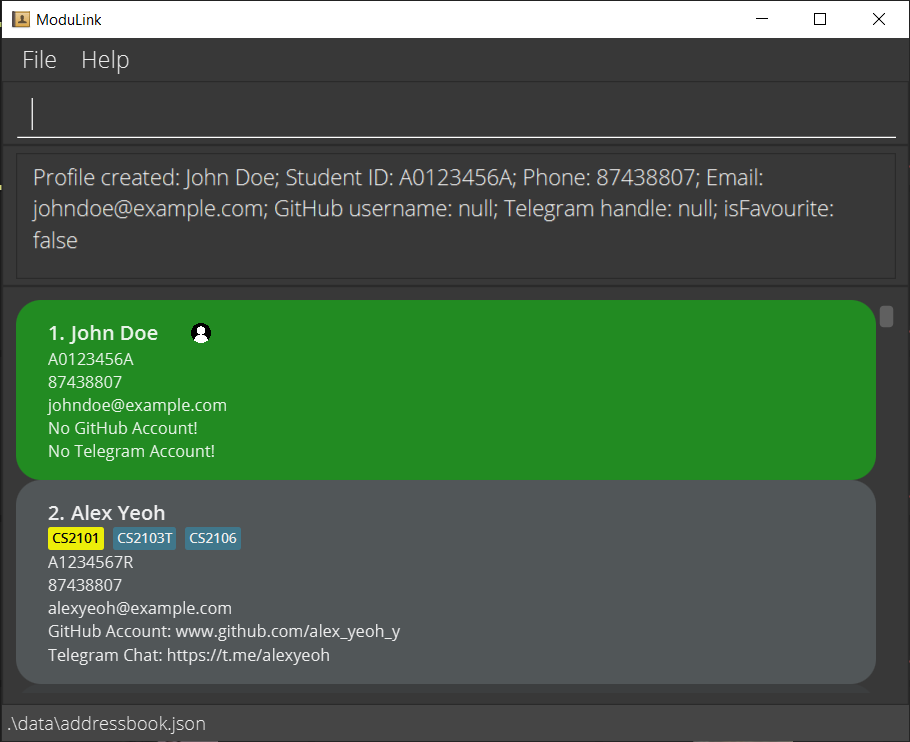 ModuLink
File Help
Profile created: John Doe; Student ID: A0123456A; Phone: 87438807; Email:
johndoe@example.com; GitHub username: null; Telegram handle: null; isFavourite:
false
1. John Doe
A0123456A
87438807
johndoe@example.com
No GitHub Account!
No Telegram Account!
2. Alex Yeoh
CS2101 CS2103T CS2106
A1234567R
87438807
alexyeoh@example.com
GitHub Account: www.github.com/alex_yeoh_y
Telegram Chat: https://t.me/alexyeoh
.\data\addressbook.json